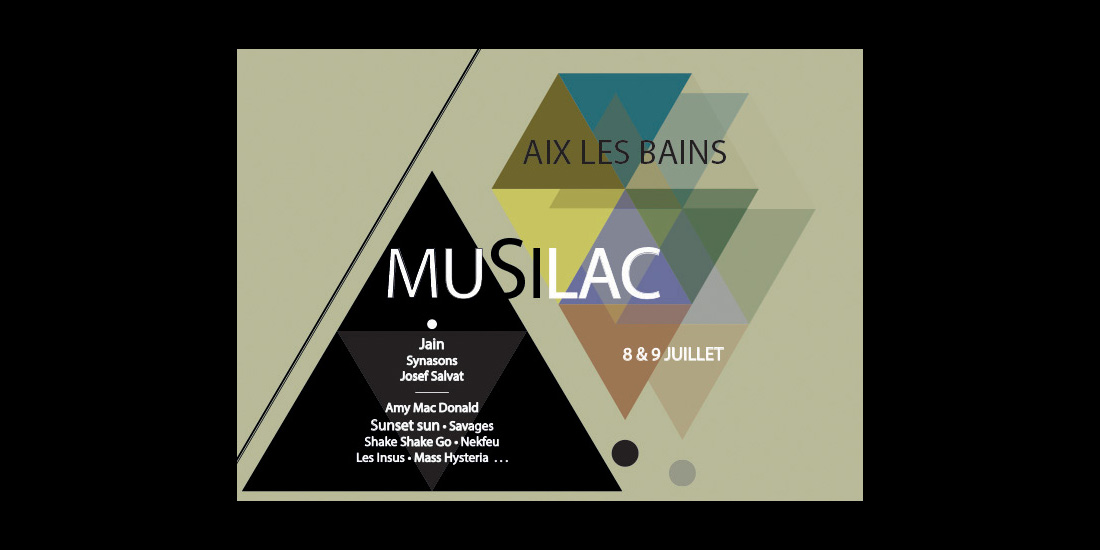 AIX LES BAINS
MUSILAC
8 & 9 JUILLET
Jain
Synasons
Josef Salvat
Amy Mac Donald
Sunset sun • Savages
Shake Shake Go • Nekfeu
Les Insus • Mass Hysteria ...